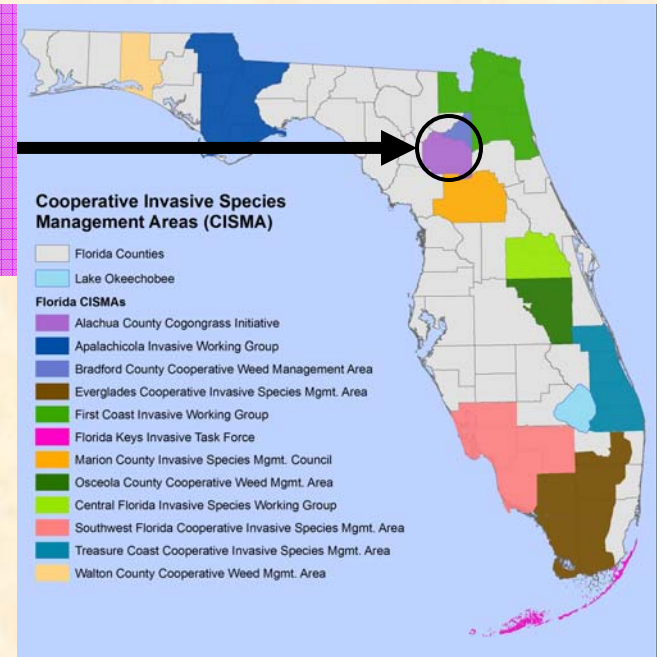 Cooperative Invasive Species
Management Areas (CISMA)
Florida Counties
Lake Okeechobee
Florida CISMAs
Alachua County Cogongrass Initiative
Apalachicola Invasive Working Group
Bradford County Cooperative Weed Management Area
Everglades Cooperative Invasive Species Mgmt. Area
First Coast Invasive Working Group
Florida Keys Invasive Task Force
Marion County Invasive Species Mgmt. Council
Osceola County Cooperative Weed Mgmt. Area
Central Florida Invasive Species Working Group
Southwest Florida Cooperative Invasive Species Mgmt. Area
Treasure Coast Cooperative Invasive Species Mgmt. Area
Walton County Cooperative Weed Mgmt. Area